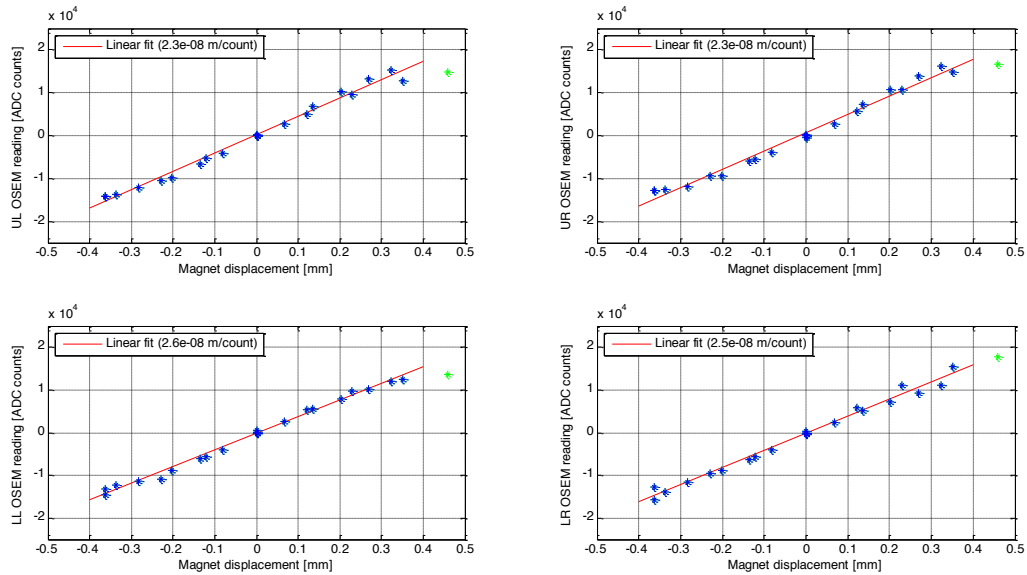 x 10^4
Linear fit (2.3e-08 m/count)
UL OSEM reading [ADC counts]
2
1
0
-1
-2
-0.5 -0.4 -0.3 -0.2 -0.1 0 0.1 0.2 0.3 0.4 0.5
Magnet displacement [mm]
x 10^4
Linear fit (2.3e-08 m/count)
UR OSEM reading [ADC counts]
2
1
0
-1
-2
-0.5 -0.4 -0.3 -0.2 -0.1 0 0.1 0.2 0.3 0.4 0.5
Magnet displacement [mm]
x 10^4
Linear fit (2.6e-08 m/count)
LL OSEM reading [ADC counts]
2
1
0
-1
-2
-0.5 -0.4 -0.3 -0.2 -0.1 0 0.1 0.2 0.3 0.4 0.5
Magnet displacement [mm]
x 10^4
Linear fit (2.5e-08 m/count)
LR OSEM reading [ADC counts]
2
1
0
-1
-2
-0.5 -0.4 -0.3 -0.2 -0.1 0 0.1 0.2 0.3 0.4 0.5
Magnet displacement [mm]